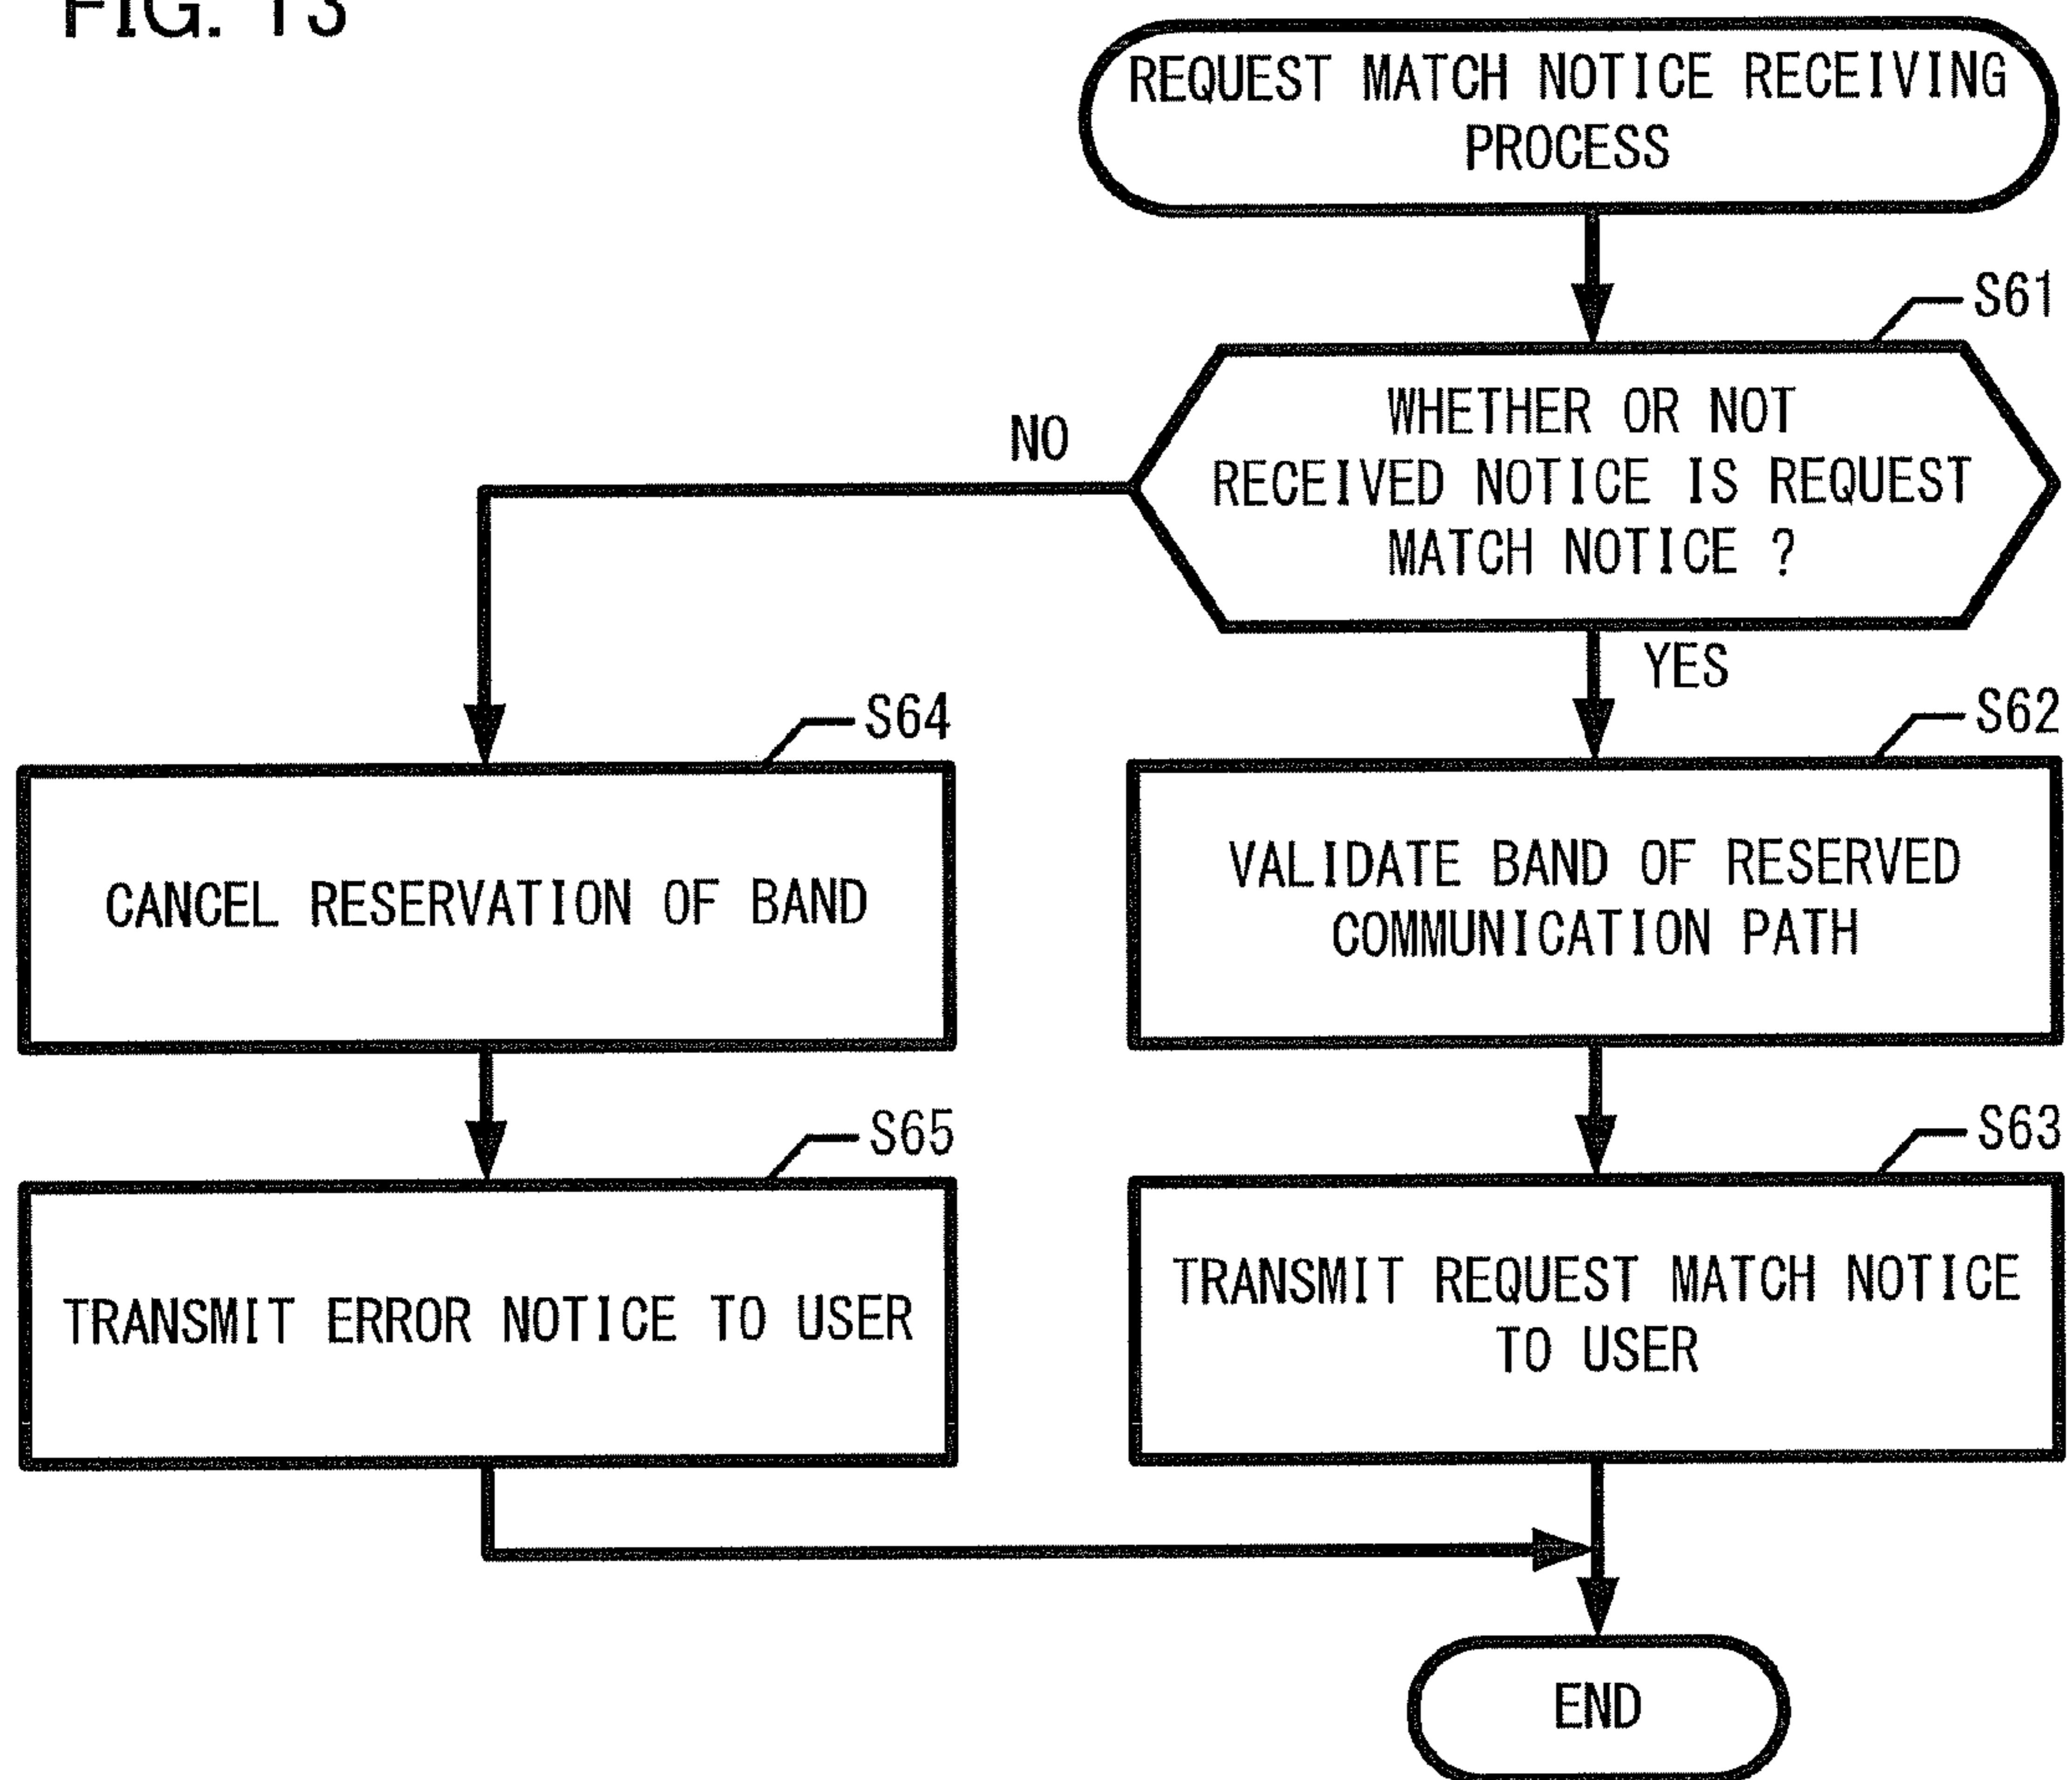 FIG. 13
REQUEST MATCH NOTICE RECEIVING
PROCESS
S61
WHETHER OR NOT
RECEIVED NOTICE IS REQUEST
MATCH NOTICE ?
NO
YES
S64
S62
CANCEL RESERVATION OF BAND
VALIDATE BAND OF RESERVED
COMMUNICATION PATH
S65
S63
TRANSMIT ERROR NOTICE TO USER
TRANSMIT REQUEST MATCH NOTICE
TO USER
END